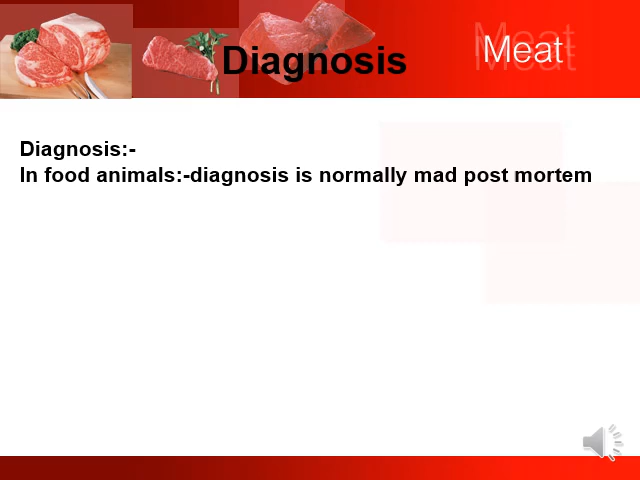 Diagnosis
Meat
Diagnosis:-
In food animals:-diagnosis is normally mad post mortem